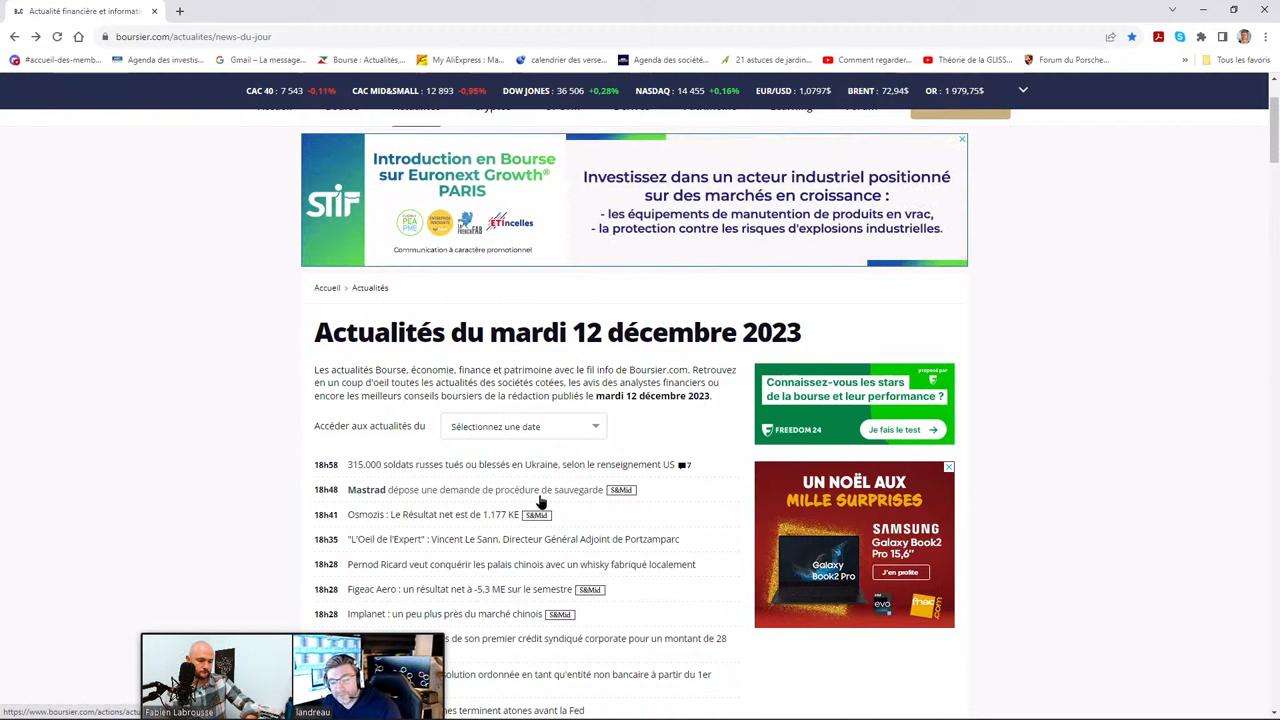 Actualité financière et informati
boursier.com/actualites/news-du-jour
#accueil-des-memb...
Agenda des investis...
Gmail – La message...
Bourse : Actualités,...
My AliExpress : Ma...
calendrier des verse...
Agenda des société...
21 astuces de jardin...
Comment regarder...
Théorie de la GLISS...
Forum du Porsche...
»
Tous les favoris
CAC 40 : 7 543 -0,11%
CAC MID&SMALL : 12 893 -0,95%
DOW JONES : 36 506 +0,28%
NASDAQ : 14 455 +0,16%
EUR/USD : 1,0797$
BRENT : 72,94$
OR : 1 979,75$
STIF
Introduction en Bourse
sur Euronext Growth®
PARIS
ETIncelles
Communication à caractère promotionnel
Investissez dans un acteur industriel positionné
sur des marchés en croissance :
- les équipements de manutention de produits en vrac,
- la protection contre les risques d'explosions industrielles.
Accueil > Actualités
Actualités du mardi 12 décembre 2023
Les actualités Bourse, économie, finance et patrimoine avec le fil info de Boursier.com. Retrouvez
en un coup d'oeil toutes les actualités des sociétés cotées, les avis des analystes financiers ou
encore les meilleurs conseils boursiers de la rédaction publiés le mardi 12 décembre 2023.
Accéder aux actualités du
Sélectionnez une date
18h58 315.000 soldats russes tués ou blessés en Ukraine, selon le renseignement US 7
18h48 Mastrad dépose une demande de procédure de sauvegarde S&Mid
18h41 Osmozis : Le Résultat net est de 1.177 KE S&Mid
18h35 "L'Oeil de l'Expert" : Vincent Le Sann, Directeur Général Adjoint de Portzamparc
18h28 Pernod Ricard veut conquérir les palais chinois avec un whisky fabriqué localement
18h28 Figeac Aero : un résultat net à -5,3 ME sur le semestre S&Mid
18h28 Implanet : un peu plus près du marché chinois S&Mid
s de son premier crédit syndiqué corporate pour un montant de 28
solution ordonnée en tant qu'entité non bancaire à partir du 1er
nes terminent atones avant la Fed
proposé par
Connaissez-vous les stars
de la bourse et leur performance ?
FREEDOM 24
Je fais le test
UN NOËL AUX
MILLE SURPRISES
SAMSUNG
Galaxy Book2
Pro 15,6’’
J'en profite
Galaxy
Book2 Pro
evo
fnac.com
Fabien Labrousse
landreau
https://www.boursier.com/actions/actu